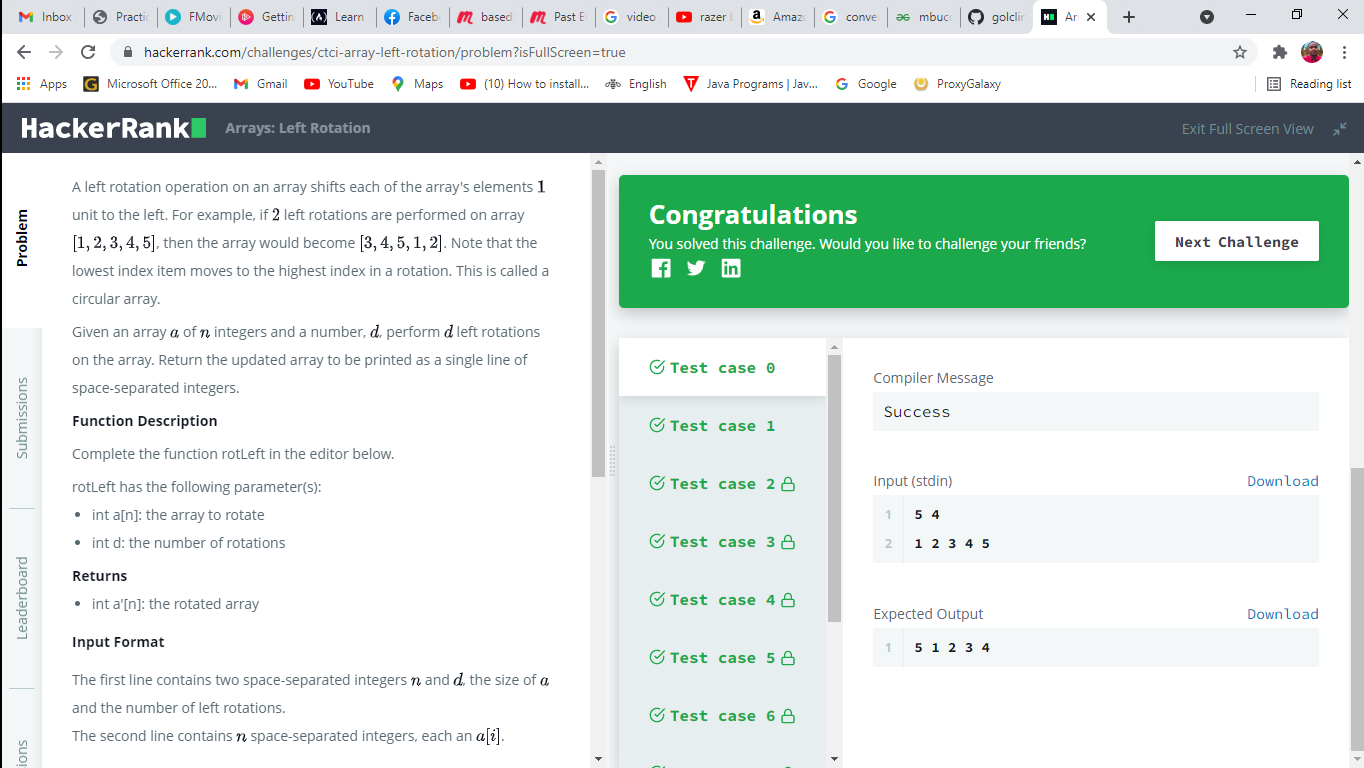 Inbox
Practic
FMovi
Gettin
Learn
Faceb
based
Past E
video
razer b
Amazo
conve
mbuc
golclin
Arr
hackerrank.com/challenges/ctci-array-left-rotation/problem?isFullScreen=true
Apps
Microsoft Office 20...
Gmail
YouTube
Maps
(10) How to install...
English
Java Programs | Jav...
Google
ProxyGalaxy
Reading list
HackerRank
Arrays: Left Rotation
Exit Full Screen View
Problem
Submissions
Leaderboard
A left rotation operation on an array shifts each of the array's elements 1
unit to the left. For example, if 2 left rotations are performed on array
[1, 2, 3, 4, 5], then the array would become [3, 4, 5, 1, 2]. Note that the
lowest index item moves to the highest index in a rotation. This is called a
circular array.
Given an array a of n integers and a number, d, perform d left rotations
on the array. Return the updated array to be printed as a single line of
space-separated integers.
Function Description
Complete the function rotLeft in the editor below.
rotLeft has the following parameter(s):
• int a[n]: the array to rotate
• int d: the number of rotations
Returns
• int a'[n]: the rotated array
Input Format
The first line contains two space-separated integers n and d, the size of a
and the number of left rotations.
The second line contains n space-separated integers, each an a[i].
Congratulations
You solved this challenge. Would you like to challenge your friends?
Next Challenge
Test case 0
Test case 1
Test case 2
Test case 3
Test case 4
Test case 5
Test case 6
Compiler Message
Success
Input (stdin)
Download
1 5 4
2 1 2 3 4 5
Expected Output
Download
1 5 1 2 3 4